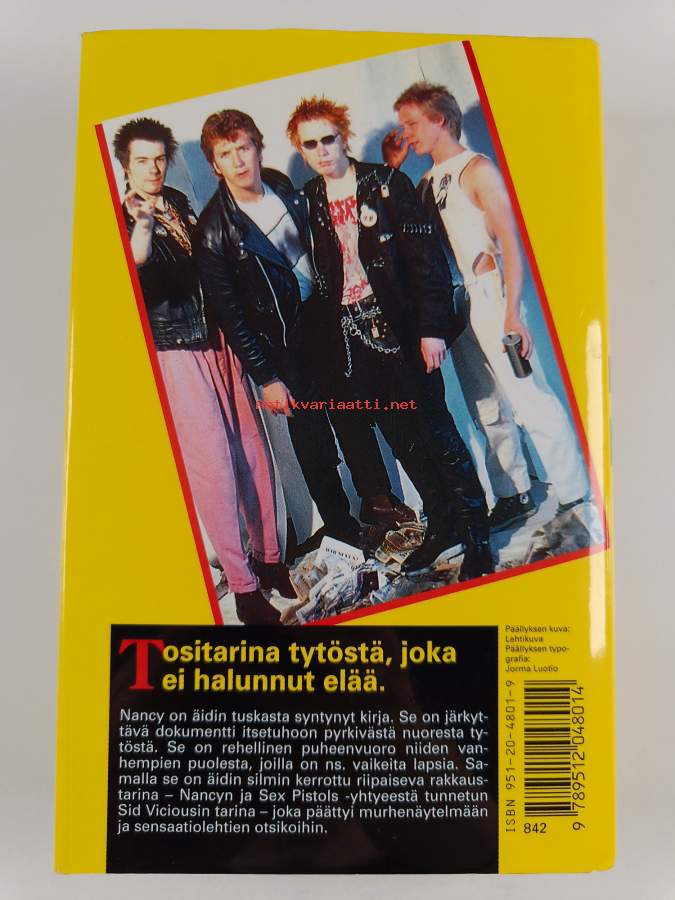 antikvariaatti.net
Tositarina tytöstä, joka
ei halunnut elää.
Nancy on äidin tuskasta syntynyt kirja. Se on järkyt-
tävä dokumentti itsetuhoon pyrkivästä nuoresta ty-
töstä. Se on rehellinen puheenvuoro niiden van-
hempien puolesta, joilla on ns. vaikeita lapsia. Sa-
malla se on äidin silmin kerrottu riipaiseva rakkaus-
tarina – Nancyn ja Sex Pistols -yhtyeestä tunnetun
Sid Viciousin tarina – joka päättyi murhenäytelmään
ja sensaatiolehtien otsikoihin.
Päällyksen kuva:
Lehtikuva
Päällyksen typo-
grafia:
Jorma Luotio
ISBN 951-20-4801-9
9 789512 048014
842